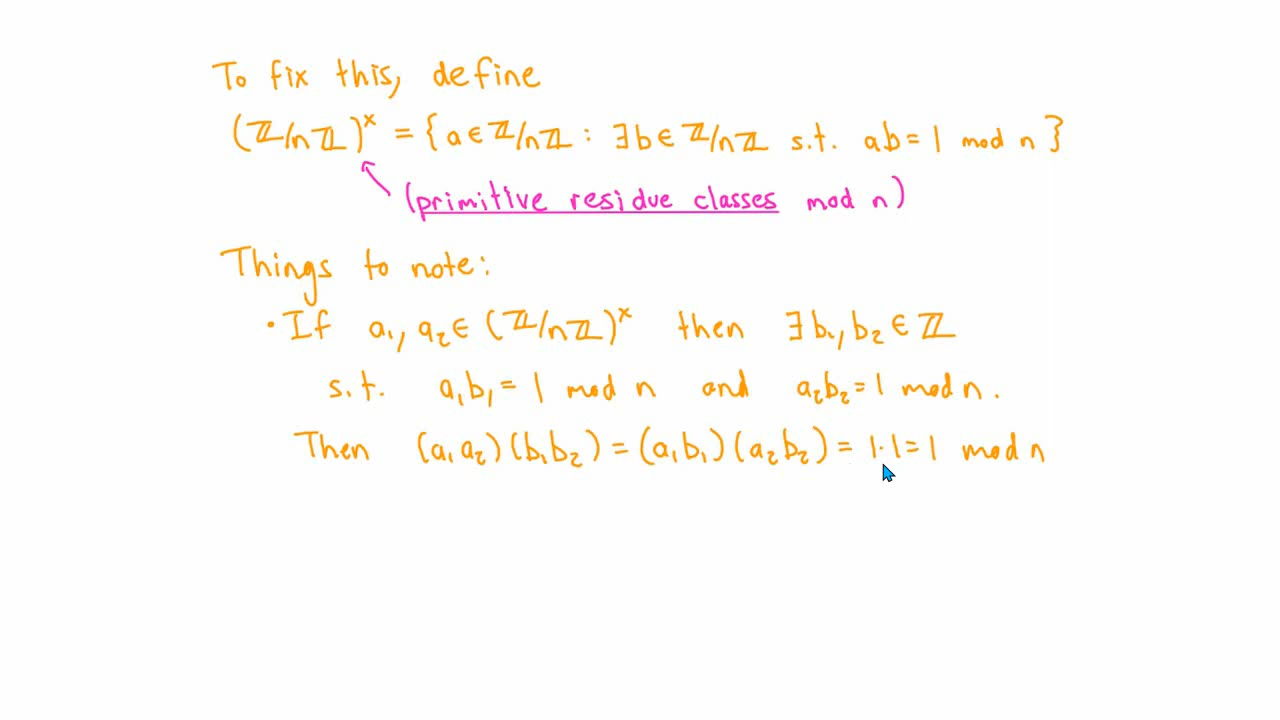 To fix this, define
(ℤ/nℤ)ˣ = {a ∈ ℤ/nℤ : ∃ b ∈ ℤ/nℤ s.t. ab = 1 mod n}
(primitive residue classes mod n)
Things to note:
• If a₁, a₂ ∈ (ℤ/nℤ)ˣ then ∃ b₁, b₂ ∈ ℤ
s.t. a₁b₁ = 1 mod n and a₂b₂ = 1 mod n.
Then (a₁a₂)(b₁b₂) = (a₁b₁)(a₂b₂) = 1·1 = 1 mod n